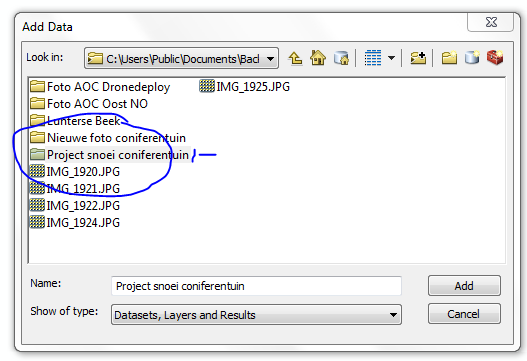 Add Data
Look in:
C:\Users\Public\Documents\Bacl
Foto AOC Dronedeploy
IMG_1925.JPG
Foto AOC Oost NO
Lunterse Beek
Nieuwe foto coniferentuin
Project snoei coniferentuin
IMG_1920.JPG
IMG_1921.JPG
IMG_1922.JPG
IMG_1924.JPG
Name:
Project snoei coniferentuin
Add
Show of type:
Datasets, Layers and Results
Cancel